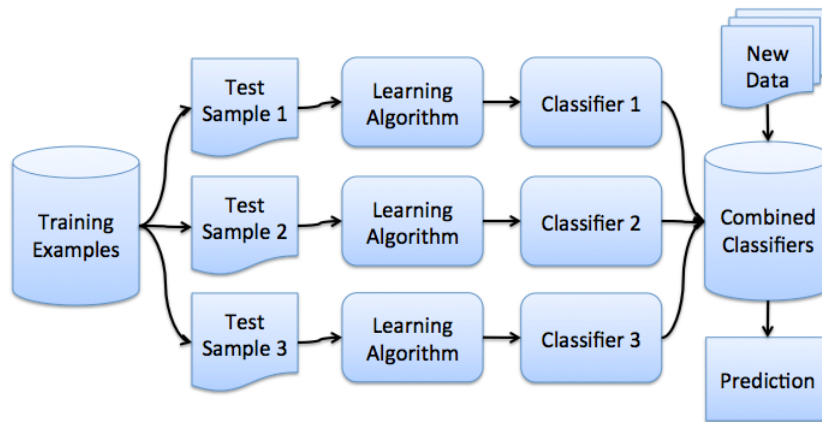 Training
Examples
Test
Sample 1
Learning
Algorithm
Classifier 1
Test
Sample 2
Learning
Algorithm
Classifier 2
Test
Sample 3
Learning
Algorithm
Classifier 3
New
Data
Combined
Classifiers
Prediction